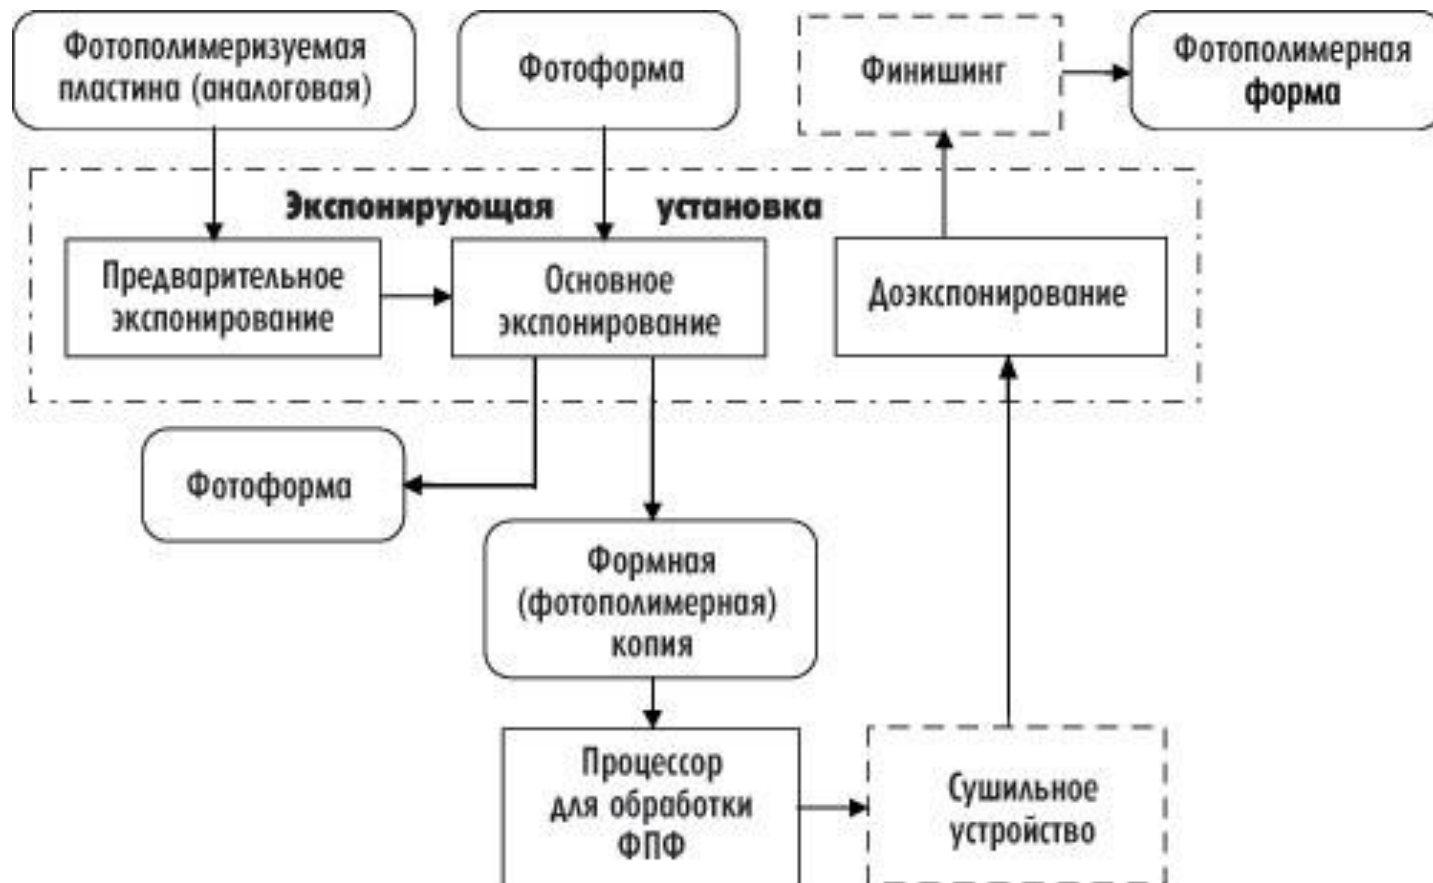 Фотополимеризуемая
пластина (аналоговая)
Фотоформа
Финишинг
Фотополимерная
форма
Экспонирующая установка
Предварительное
экспонирование
Основное
экспонирование
Доэкспонирование
Фотоформа
Формная
(фотополимерная)
копия
Процессор
для обработки
ФПФ
Сушильное
устройство